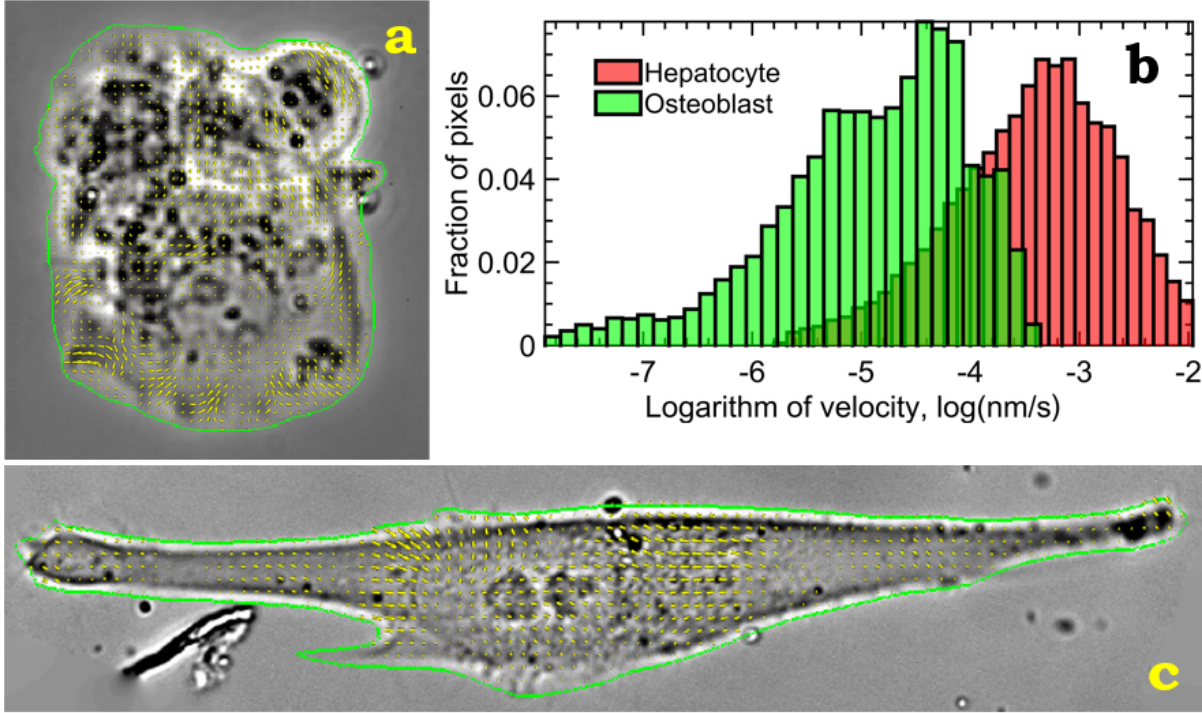 a
b
Hepatocyte
Osteoblast
Fraction of pixels
0.06
0.04
0.02
0
-7 -6 -5 -4 -3 -2
Logarithm of velocity, log(nm/s)
c